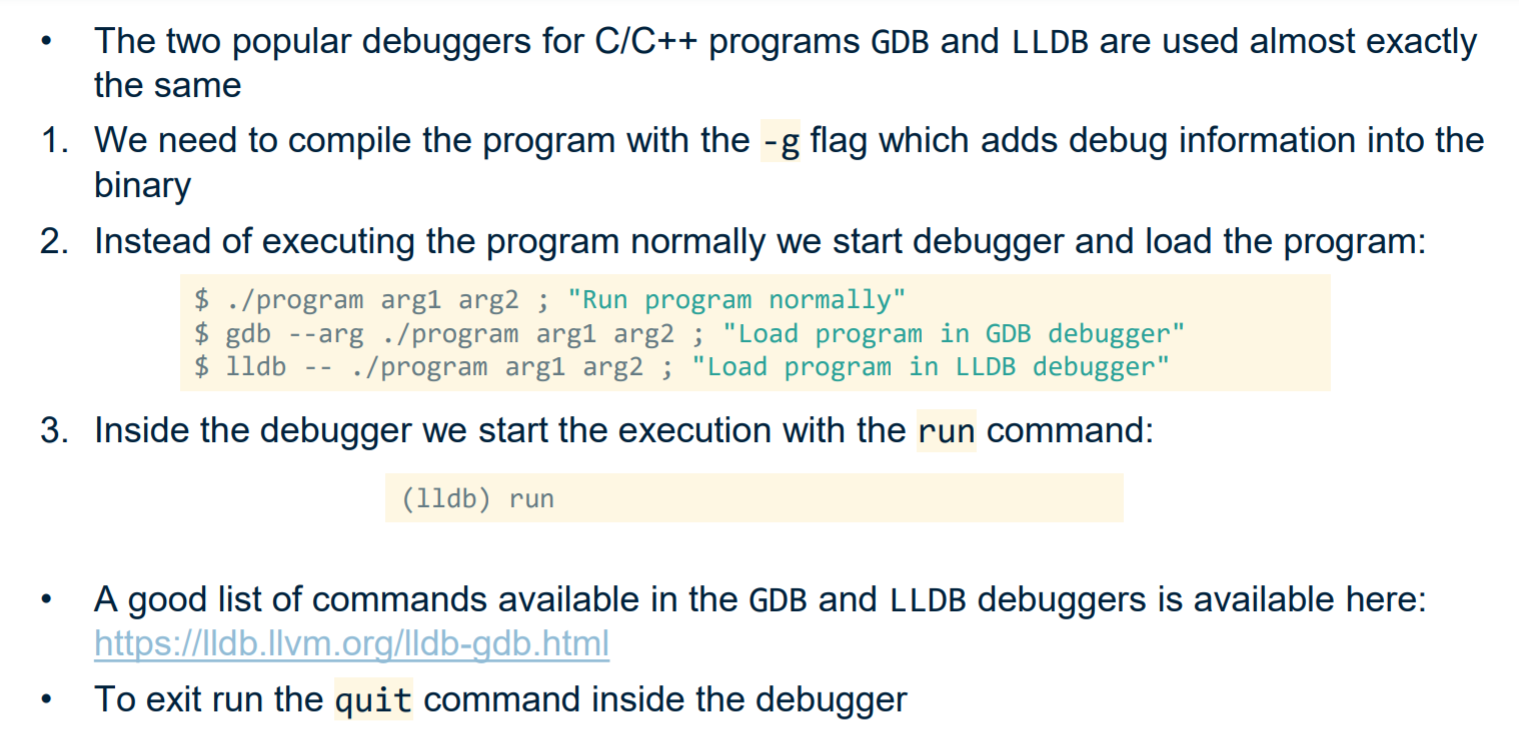 • The two popular debuggers for C/C++ programs GDB and LLDB are used almost exactly
the same
1. We need to compile the program with the -g flag which adds debug information into the
binary
2. Instead of executing the program normally we start debugger and load the program:
$ ./program arg1 arg2 ; "Run program normally"
$ gdb --arg ./program arg1 arg2 ; "Load program in GDB debugger"
$ lldb -- ./program arg1 arg2 ; "Load program in LLDB debugger"
3. Inside the debugger we start the execution with the run command:
(lldb) run
• A good list of commands available in the GDB and LLDB debuggers is available here:
https://lldb.llvm.org/lldb-gdb.html
• To exit run the quit command inside the debugger